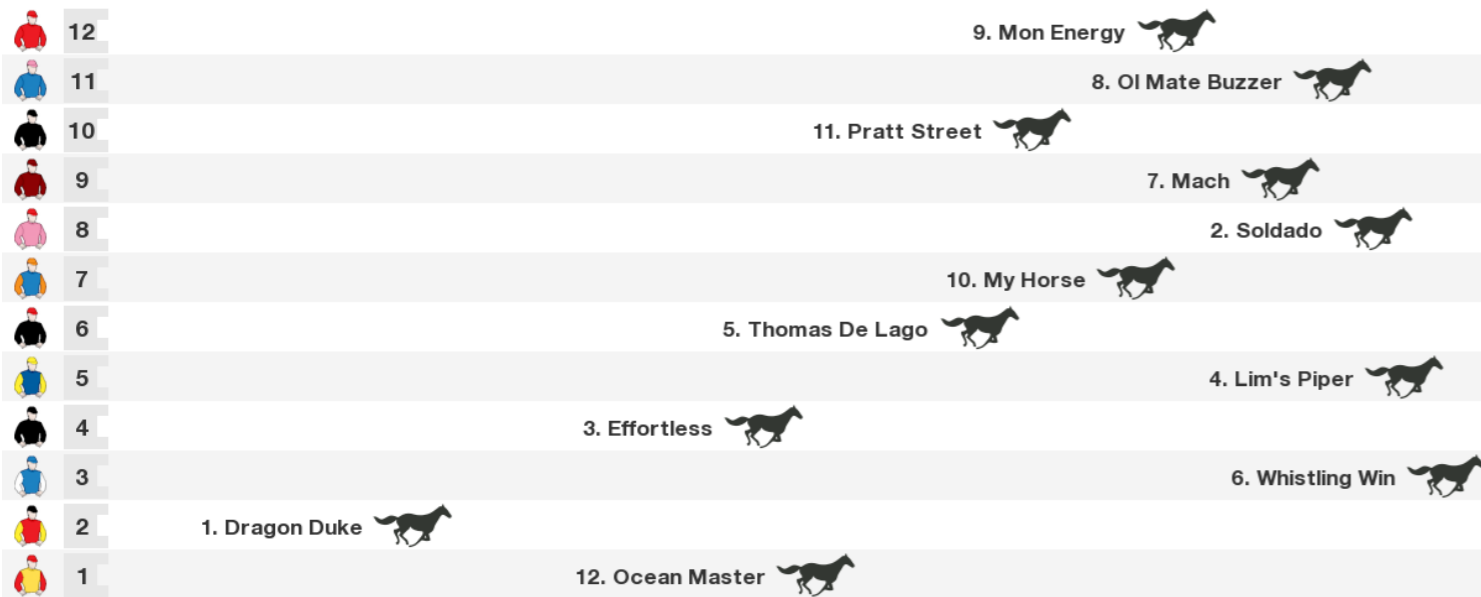 12 9. Mon Energy
11 8. Ol Mate Buzzer
10 11. Pratt Street
9 7. Mach
8 2. Soldado
7 10. My Horse
6 5. Thomas De Lago
5 4. Lim's Piper
4 3. Effortless
3 6. Whistling Win
2 1. Dragon Duke
1 12. Ocean Master